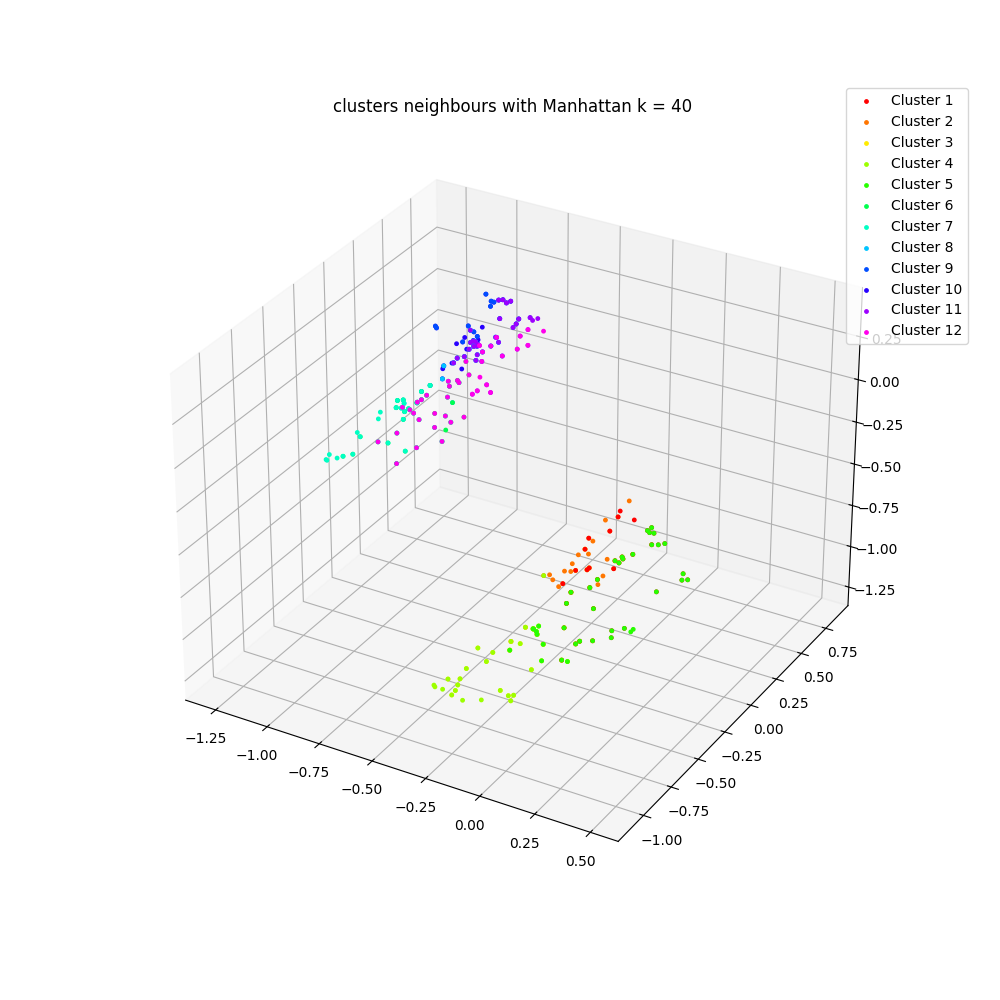 clusters neighbours with Manhattan k = 40
Cluster 1
Cluster 2
Cluster 3
Cluster 4
Cluster 5
Cluster 6
Cluster 7
Cluster 8
Cluster 9
Cluster 10
Cluster 11
Cluster 12
0.25
0.00
−0.25
−0.50
−0.75
−1.00
−1.25
0.75
0.50
0.25
0.00
−0.25
−0.50
−0.75
−1.00
−1.25
−1.00
−0.75
−0.50
−0.25
0.00
0.25
0.50